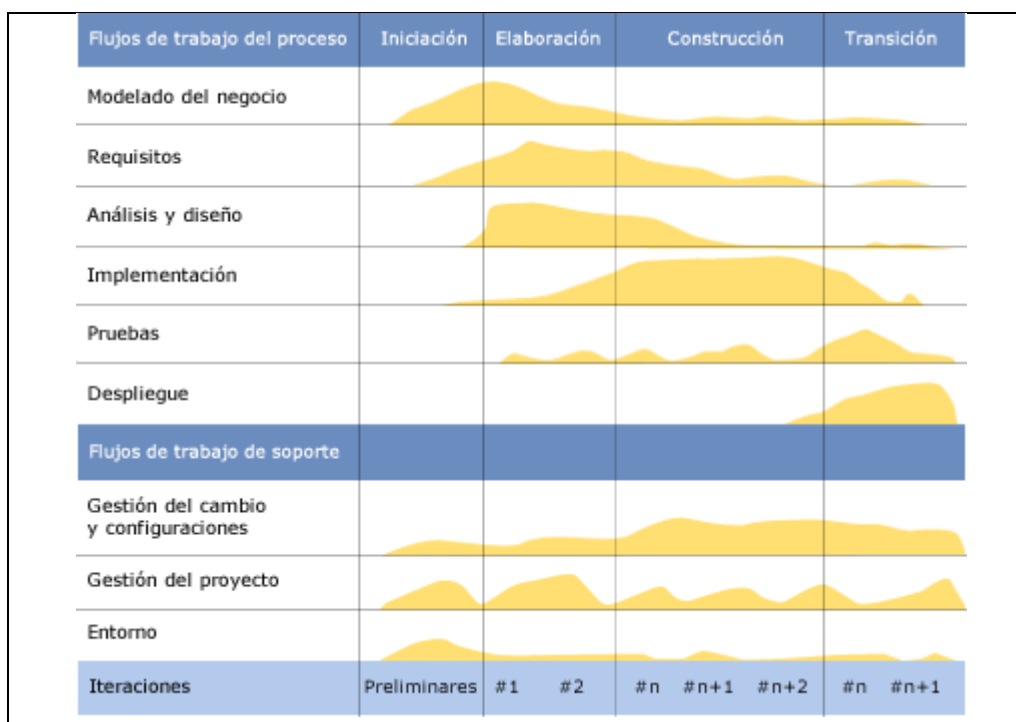 Flujos de trabajo del proceso Iniciación Elaboración Construcción Transición
Modelado del negocio
Requisitos
Análisis y diseño
Implementación
Pruebas
Despliegue
Flujos de trabajo de soporte
Gestión del cambio
y configuraciones
Gestión del proyecto
Entorno
Iteraciones Preliminares #1 #2 #n #n+1 #n+2 #n #n+1